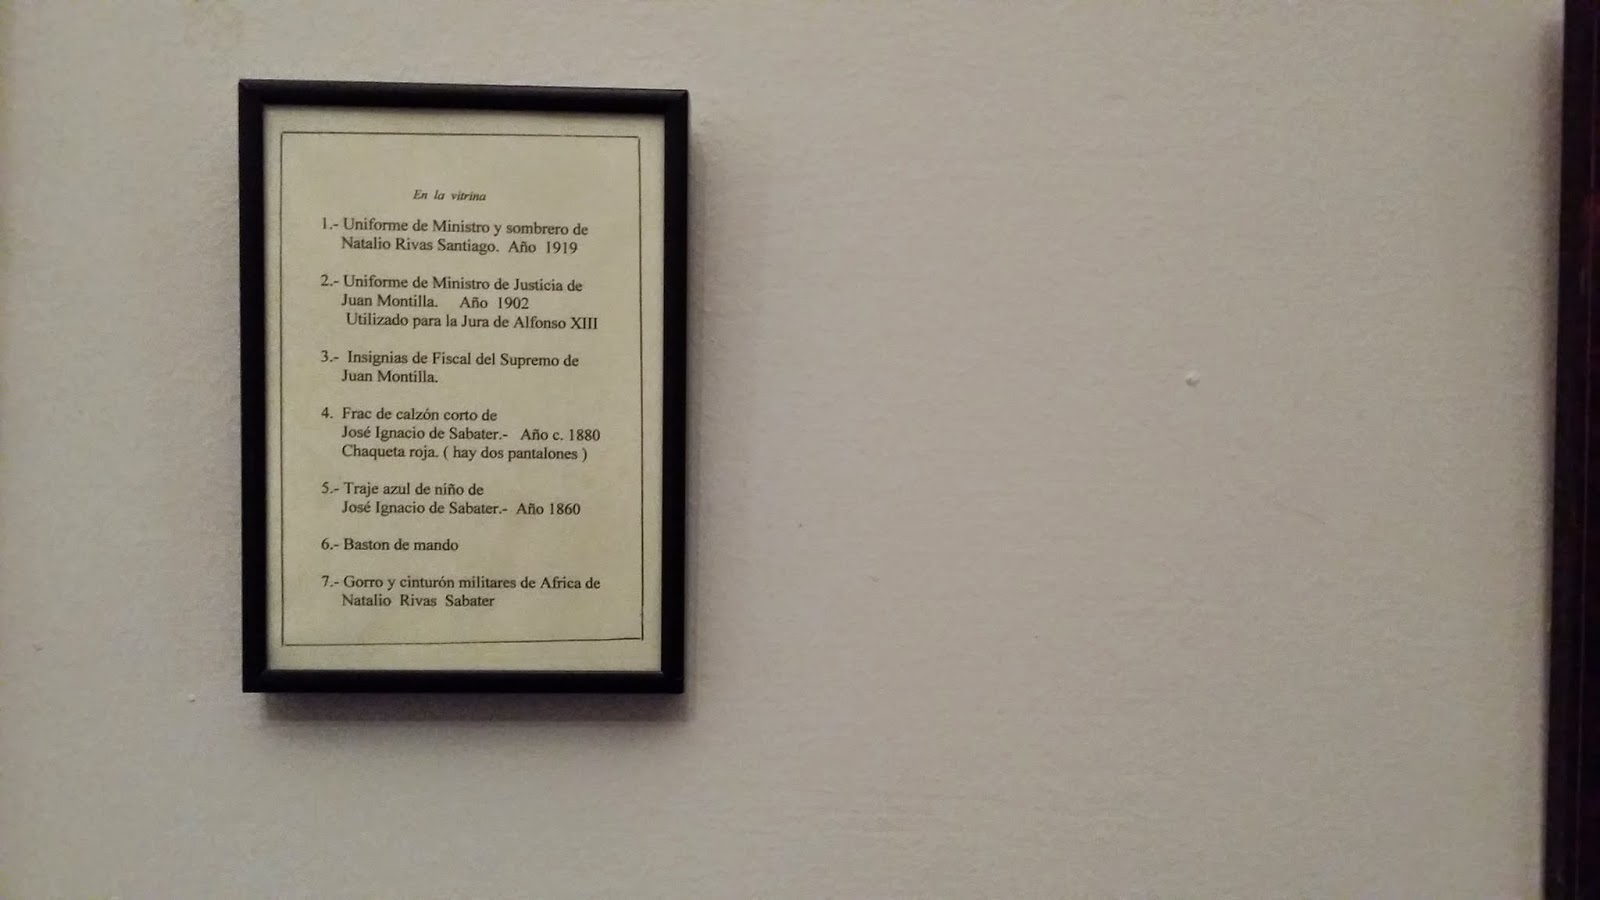 En la vitrina
1.- Uniforme de Ministro y sombrero de
Natalio Rivas Santiago. Año 1919
2.- Uniforme de Ministro de Justicia de
Juan Montilla. Año 1902
Utilizado para la Jura de Alfonso XIII
3.- Insignias de Fiscal del Supremo de
Juan Montilla.
4. Frac de calzón corto de
José Ignacio de Sabater.- Año c. 1880
Chaqueta roja. ( hay dos pantalones )
5.- Traje azul de niño de
José Ignacio de Sabater.- Año 1860
6.- Baston de mando
7.- Gorro y cinturón militares de Africa de
Natalio Rivas Sabater